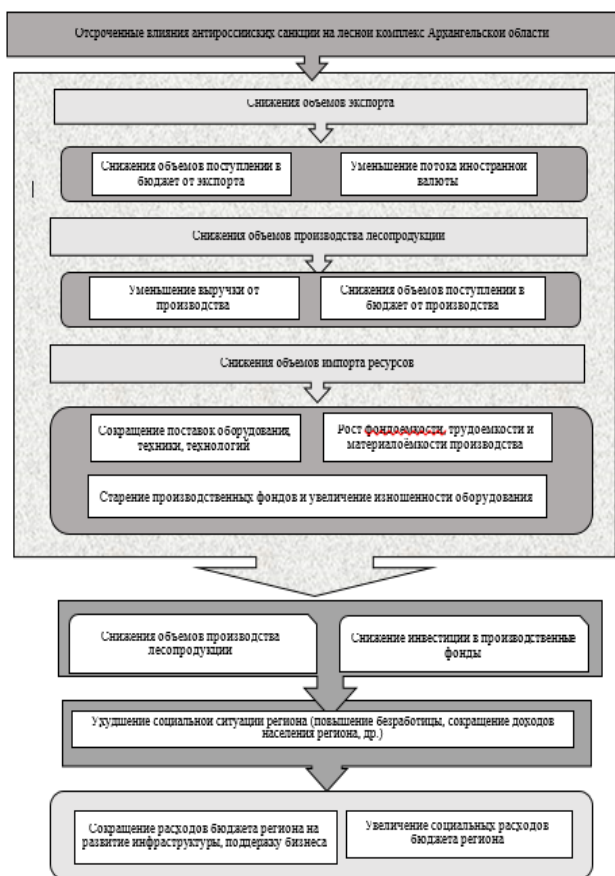 Отсроченные влияния антироссийских санкции на лесной комплекс Архангельской области
Снижения объемов экспорта
Снижения объемов поступлении в
бюджет от экспорта
Уменьшение потока иностранной
валюты
Снижения объемов производства лесопродукции
Уменьшение выручки от
производства
Снижения объемов поступлении в
бюджет от производства
Снижения объемов импорта ресурсов
Сокращение поставок оборудования,
техники, технологий
Рост фондоемкости, трудоемкости и
материалоёмкости производства
Старение производственных фондов и увеличение изношенности оборудования
Снижения объемов производства
лесопродукции
Снижение инвестиции в производственные
фонды
Ухудшение социальной ситуации региона (повышение безработицы, сокращение доходов
населения региона, др.)
Сокращение расходов бюджета региона на
развитие инфраструктуры, поддержку бизнеса
Увеличение социальных расходов
бюджета региона